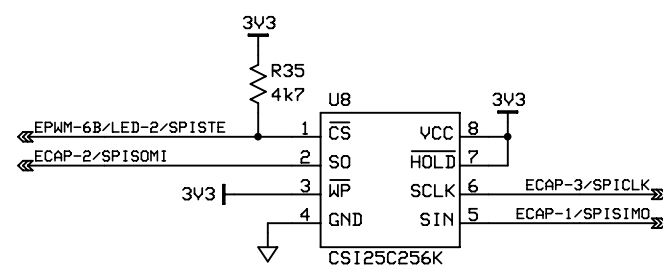 3V3
R35
4k7
U8
3V3
EPWM-6B/LED-2/SPISTE
1
CS
VCC
8
ECAP-2/SPISOMI
2
SO
HOLD
7
3V3
3
WP
SCLK
6
ECAP-3/SPICLK
4
GND
SIN
5
ECAP-1/SPISIMO
CSI25C256K